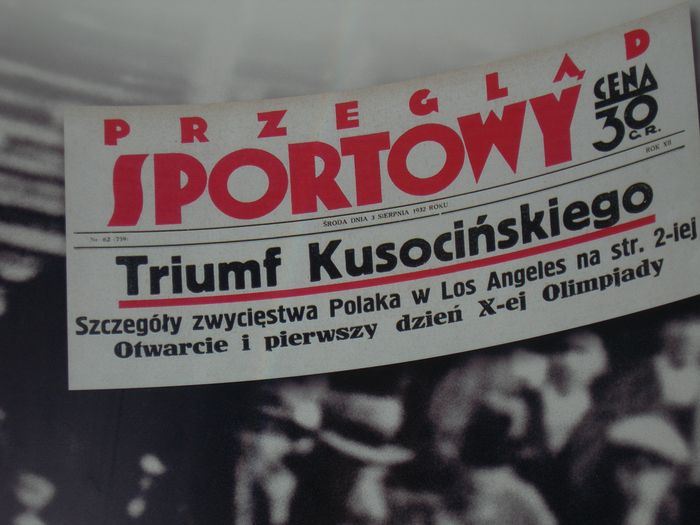 PRZEGLĄD
SPORTOWY
CENA
30
GR.
ROK XII
ŚRODA DNIA 3 SIERPNIA 1932 ROKU
Nr 62 (759)
Triumf Kusocińskiego
Szczegóły zwycięstwa Polaka w Los Angeles na str. 2-iej
Otwarcie i pierwszy dzień X-ej Olimpjady